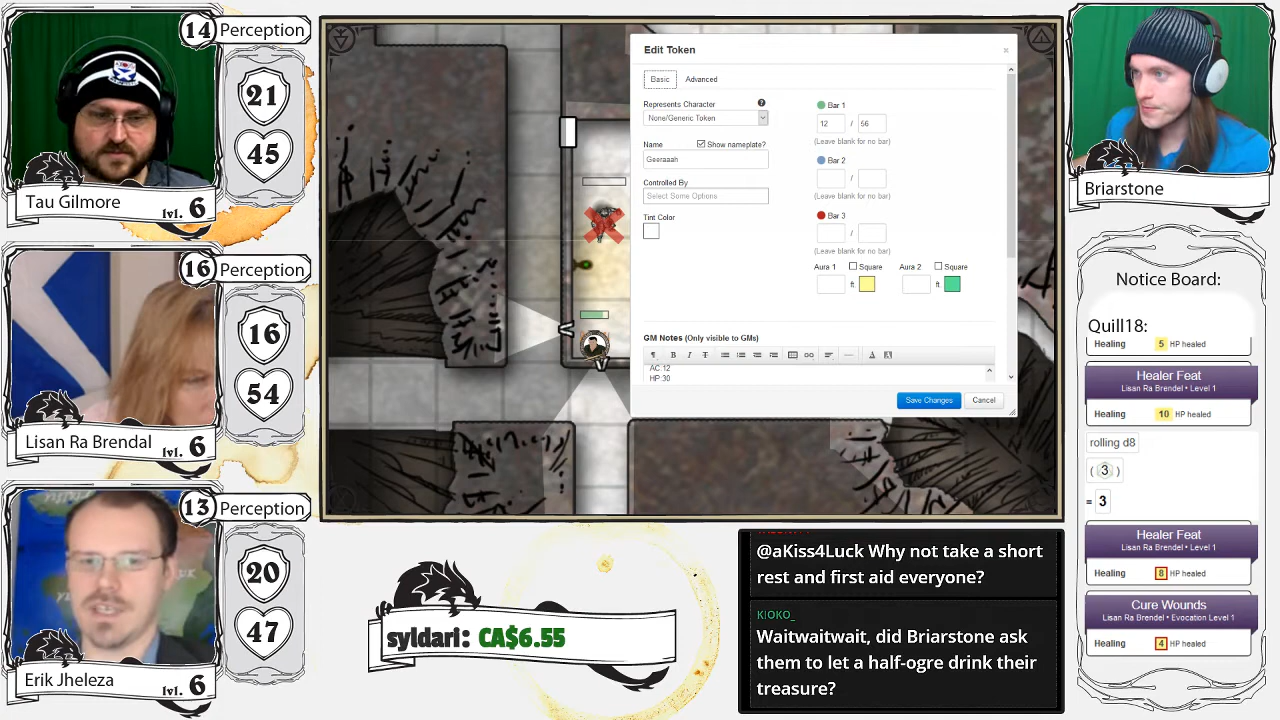 14 Perception
21
45
Tau Gilmore lvl. 6
16 Perception
16
54
Lisan Ra Brendal lvl. 6
13 Perception
20
47
Erik Jheleza lvl. 6
Edit Token
×
Basic Advanced
Represents Character ?
None/Generic Token
Name Show nameplate?
Geeraaah
Controlled By
Select Some Options
Tint Color
Bar 1
12 / 56
(Leave blank for no bar)
Bar 2
/
(Leave blank for no bar)
Bar 3
/
(Leave blank for no bar)
Aura 1 Square Aura 2 Square
ft. ft.
GM Notes (Only visible to GMs)
AC:12
HP:30
Save Changes Cancel
syldari: CA$6.55
@aKiss4Luck Why not take a short
rest and first aid everyone?
KIOKO_
Waitwaitwait, did Briarstone ask
them to let a half-ogre drink their
treasure?
Briarstone
Notice Board:
Quill18:
Healing 5 HP healed
Healer Feat
Lisan Ra Brendel • Level 1
Healing 10 HP healed
rolling d8
(3)
= 3
Healer Feat
Lisan Ra Brendel • Level 1
Healing 8 HP healed
Cure Wounds
Lisan Ra Brendel • Evocation Level 1
Healing 4 HP healed